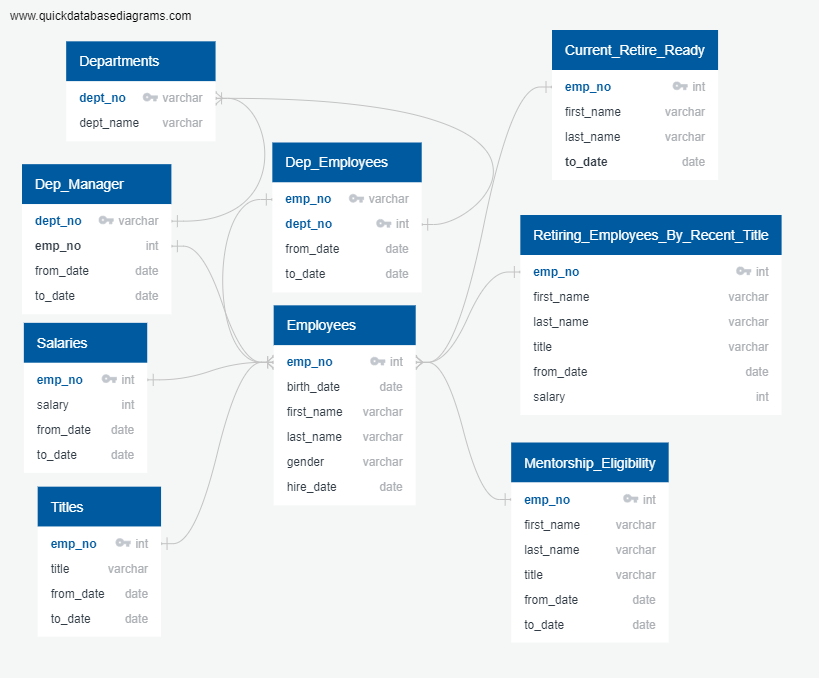 www.quickdatabasediagrams.com
Departments
dept_no varchar
dept_name varchar
Dep_Manager
dept_no varchar
emp_no int
from_date date
to_date date
Salaries
emp_no int
salary int
from_date date
to_date date
Titles
emp_no int
title varchar
from_date date
to_date date
Dep_Employees
emp_no varchar
dept_no int
from_date date
to_date date
Employees
emp_no int
birth_date date
first_name varchar
last_name varchar
gender varchar
hire_date date
Current_Retire_Ready
emp_no int
first_name varchar
last_name varchar
to_date date
Retiring_Employees_By_Recent_Title
emp_no int
first_name varchar
last_name varchar
title varchar
from_date date
salary int
Mentorship_Eligibility
emp_no int
first_name varchar
last_name varchar
title varchar
from_date date
to_date date